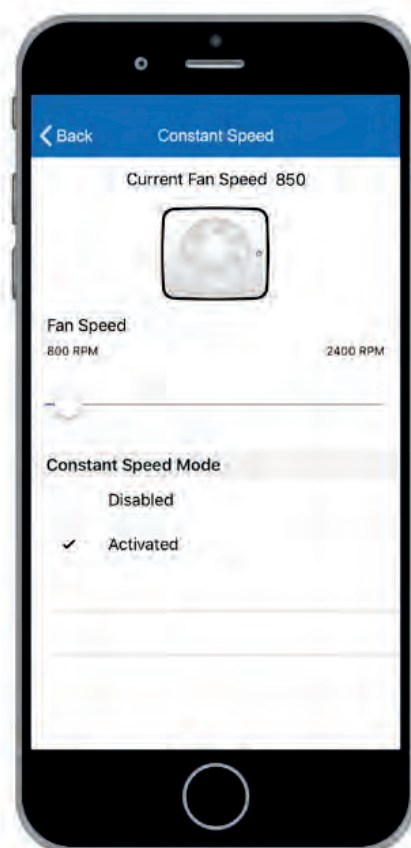 Back Constant Speed
Current Fan Speed 850
Fan Speed
800 RPM 2400 RPM
Constant Speed Mode
Disabled
Activated